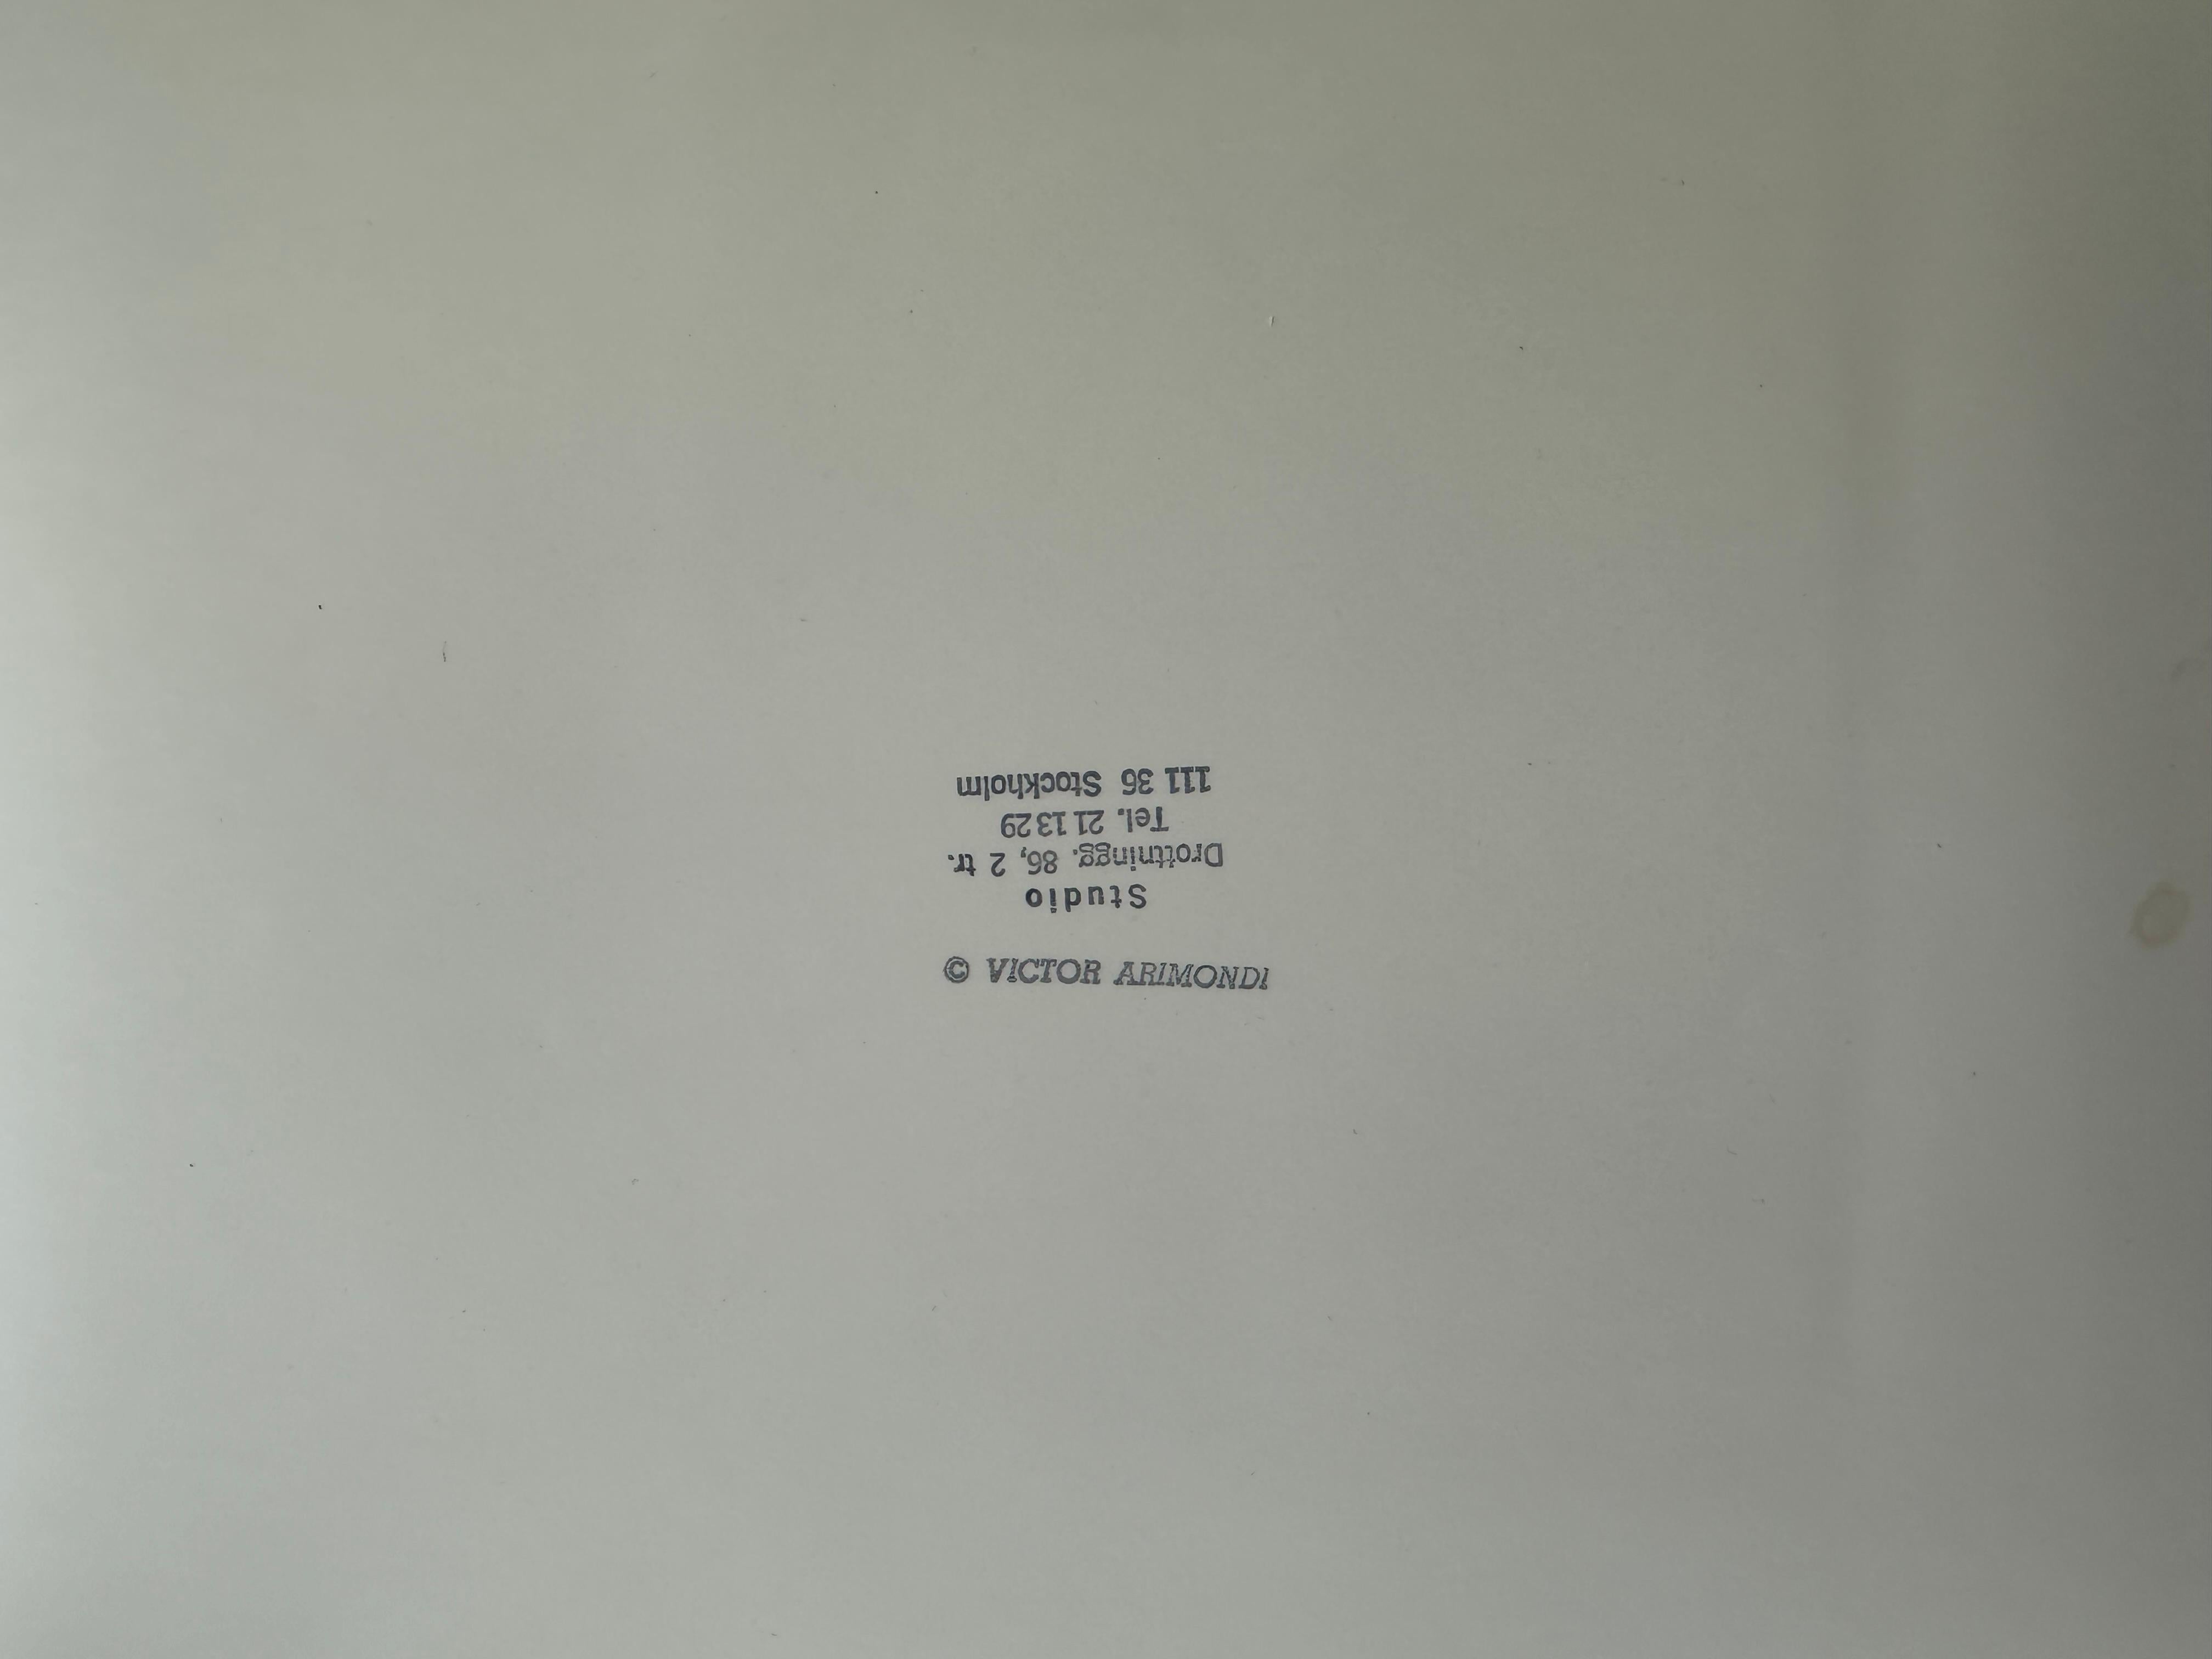 © VICTOR ARIMONDI
Studio
Drottningg. 86, 2 tr.
Tel. 21 13 29
111 36 Stockholm